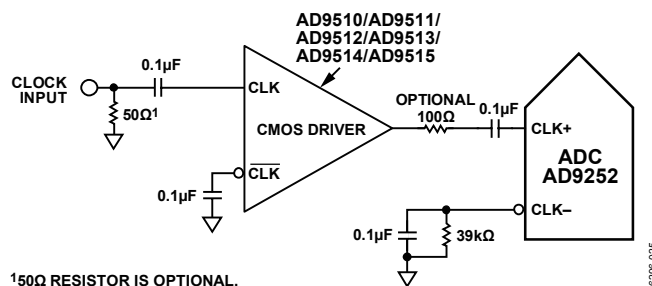 AD9510/AD9511/
AD9512/AD9513/
AD9514/AD9515
CLOCK
INPUT
0.1µF
50Ω¹
CLK
CMOS DRIVER
CLK
0.1µF
OPTIONAL
100Ω
0.1µF
CLK+
ADC
AD9252
CLK–
0.1µF
39kΩ
¹50Ω RESISTOR IS OPTIONAL.